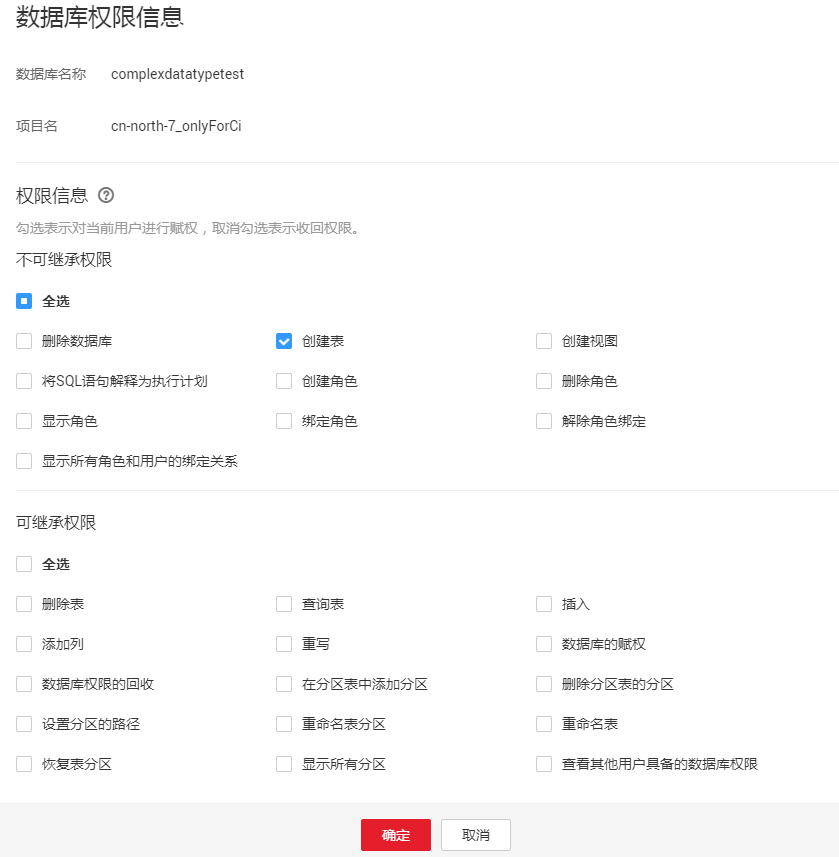 数据库权限信息
数据库名称 complexdatatypetest
项目名 cn-north-7_onlyForCi
权限信息 ?
勾选表示对当前用户进行赋权，取消勾选表示收回权限。
不可继承权限
全选
删除数据库 创建表 创建视图
将SQL语句解释为执行计划 创建角色 删除角色
显示角色 绑定角色 解除角色绑定
显示所有角色和用户的绑定关系
可继承权限
全选
删除表 查询表 插入
添加列 重写 数据库的赋权
数据库权限的回收 在分区表中添加分区 删除分区表的分区
设置分区的路径 重命名表分区 重命名表
恢复表分区 显示所有分区 查看其他用户具备的数据库权限
确定 取消